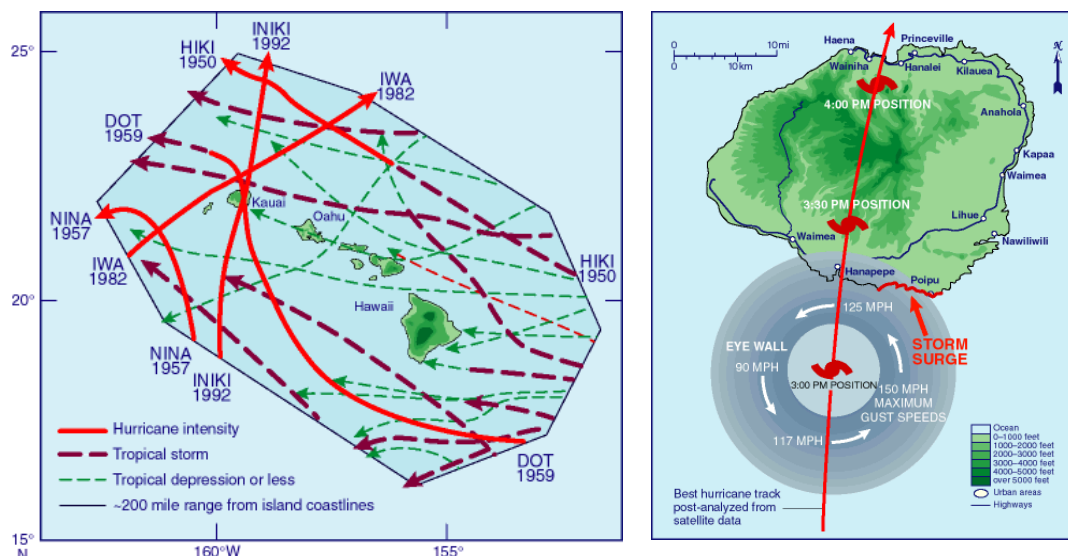 25°
20°
15°
N
160°W
155°
HIKI
1950
INIKI
1992
IWA
1982
DOT
1959
NINA
1957
IWA
1982
Kauai
Oahu
Hawaii
HIKI
1950
NINA
1957
INIKI
1992
DOT
1959
Hurricane intensity
Tropical storm
Tropical depression or less
~200 mile range from island coastlines
0 10mi
0 10km
N
Haena
Princeville
Wainiha
Hanalei
Kilauea
4:00 PM POSITION
Anahola
Kapaa
Waimea
3:30 PM POSITION
Lihue
Waimea
Nawiliwili
Hanapepe
Poipu
125 MPH
STORM
SURGE
EYE WALL
90 MPH
3:00 PM POSITION
150 MPH
MAXIMUM
GUST SPEEDS
117 MPH
Ocean
0–1000 feet
1000–2000 feet
2000–3000 feet
3000–4000 feet
4000–5000 feet
over 5000 feet
Urban areas
Highways
Best hurricane track
post-analyzed from
satellite data